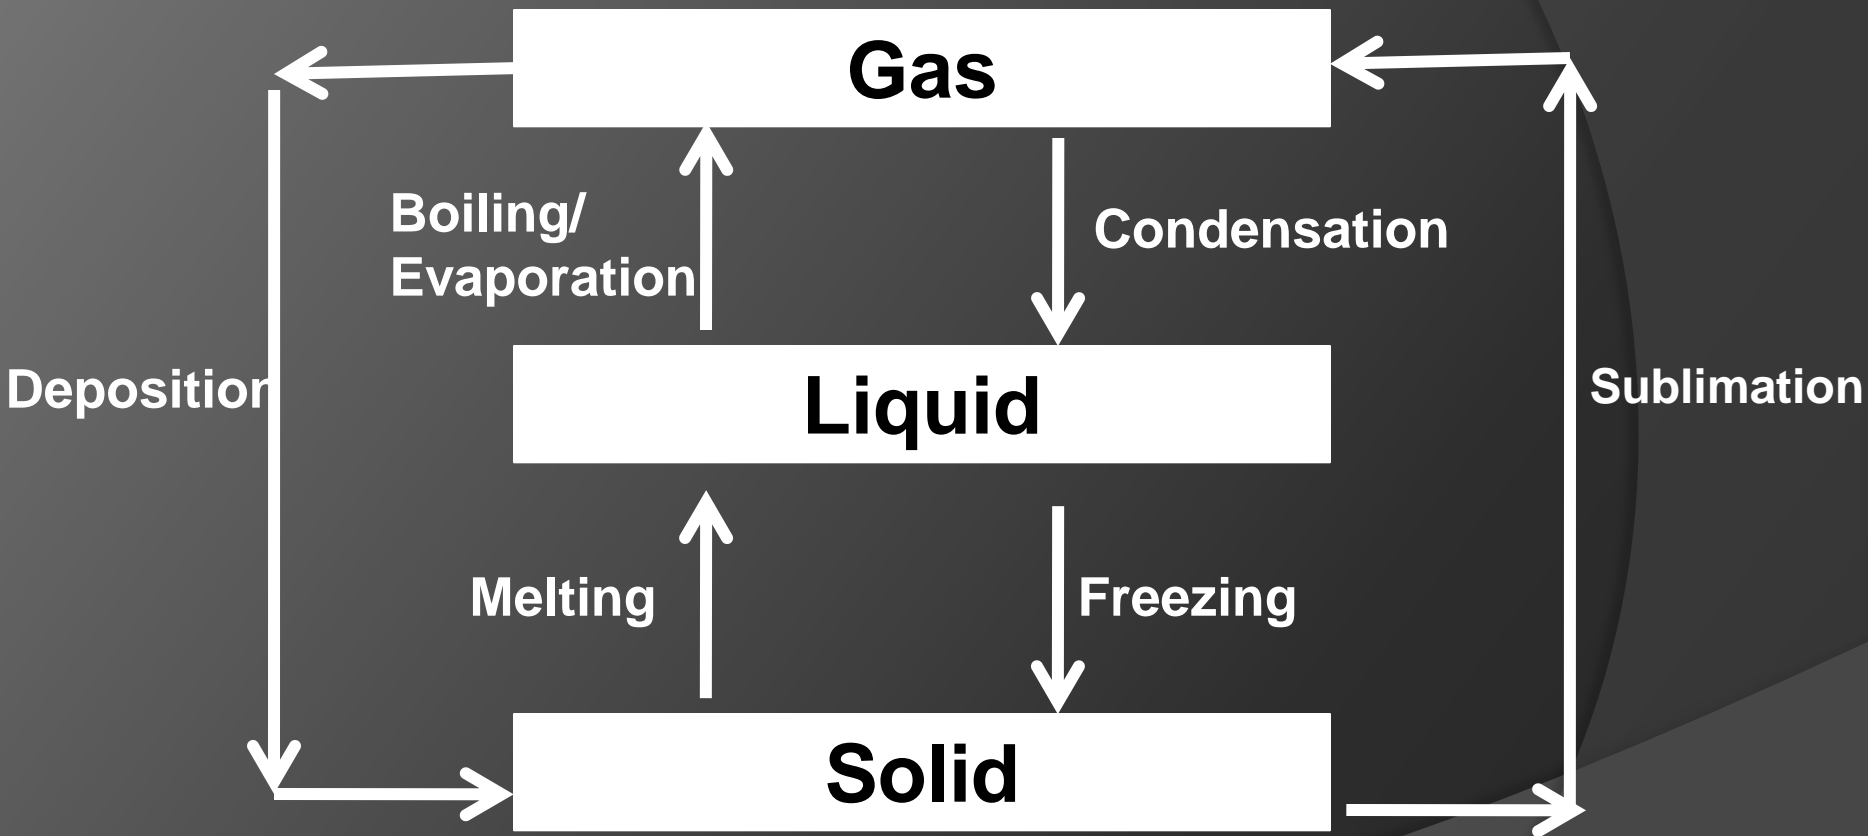 Gas
Boiling/
Evaporation
Condensation
Deposition
Liquid
Sublimation
Melting
Freezing
Solid